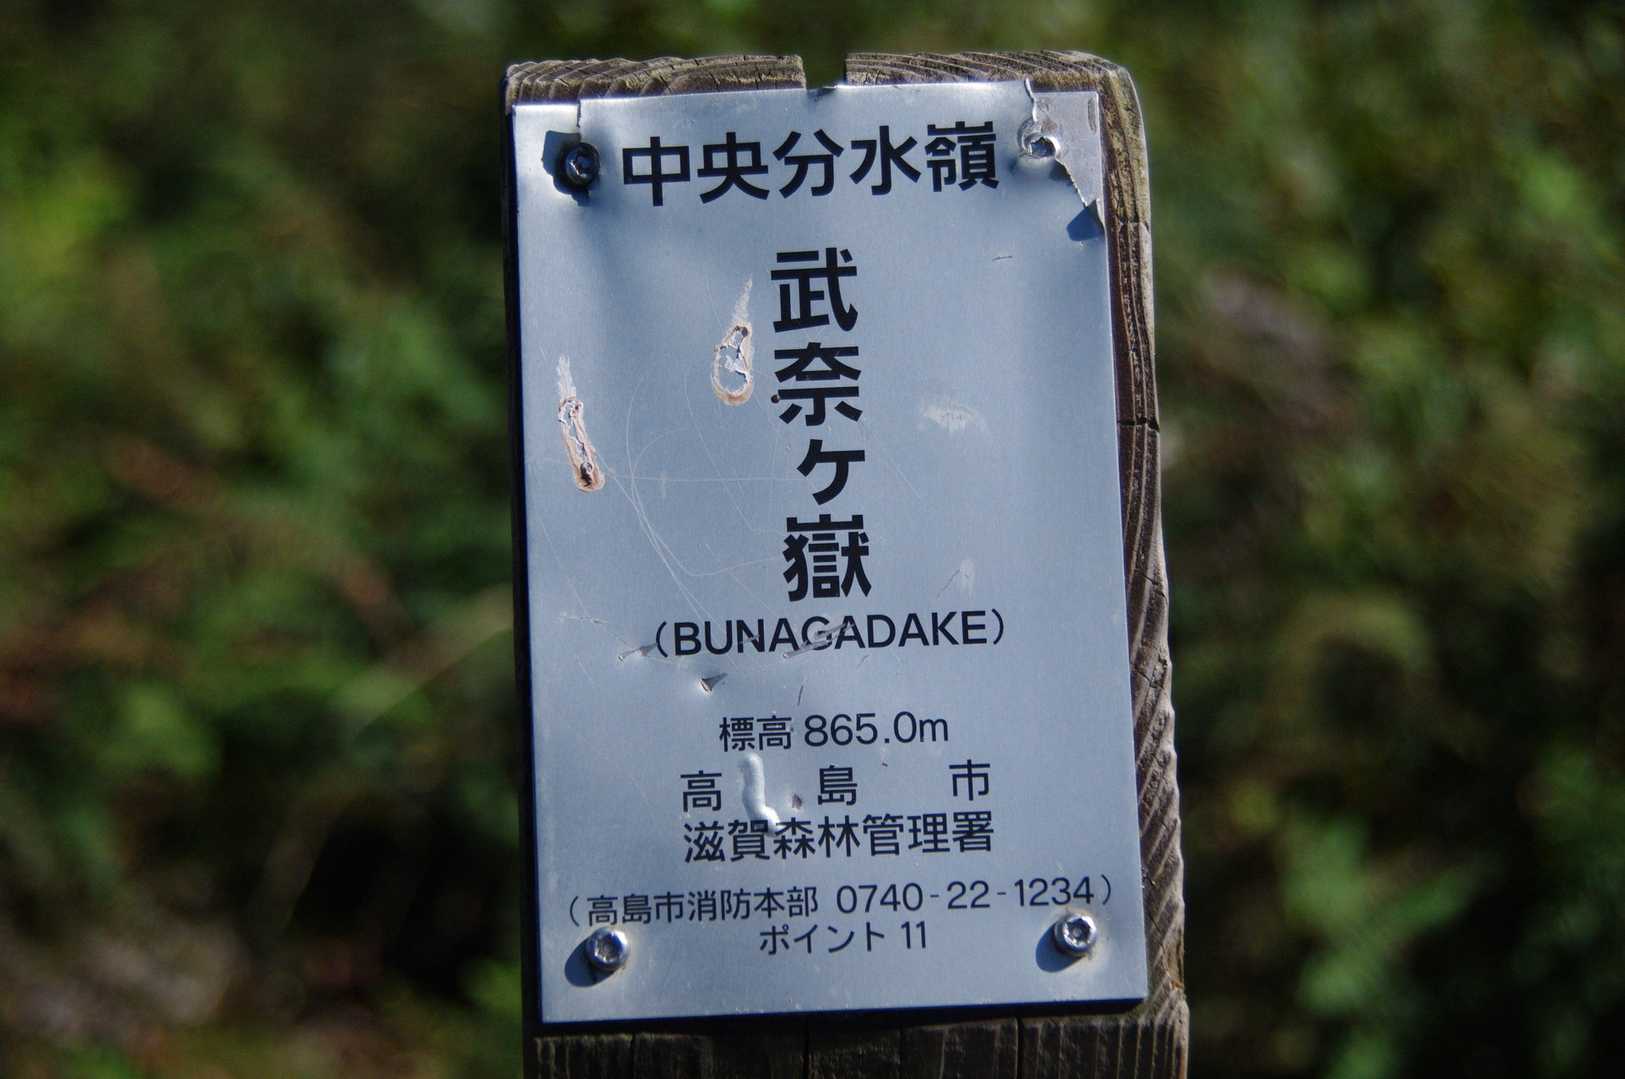 中央分水嶺
武奈ヶ嶽
（BUNAGADAKE）
標高 865.0m
高島市
滋賀森林管理署
（高島市消防本部 0740-22-1234）
ポイント 11